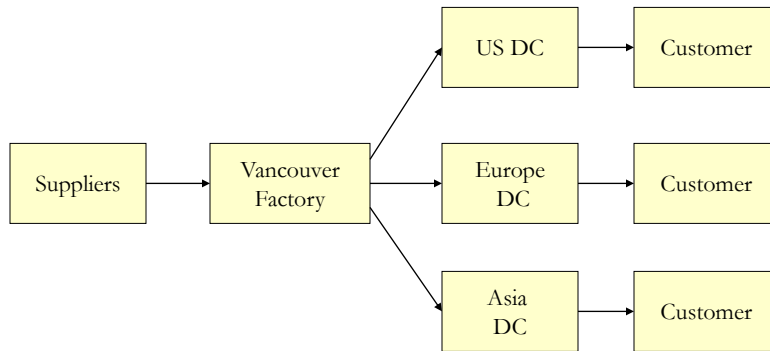 US DC
Customer
Suppliers
Vancouver
Factory
Europe
DC
Customer
Asia
DC
Customer